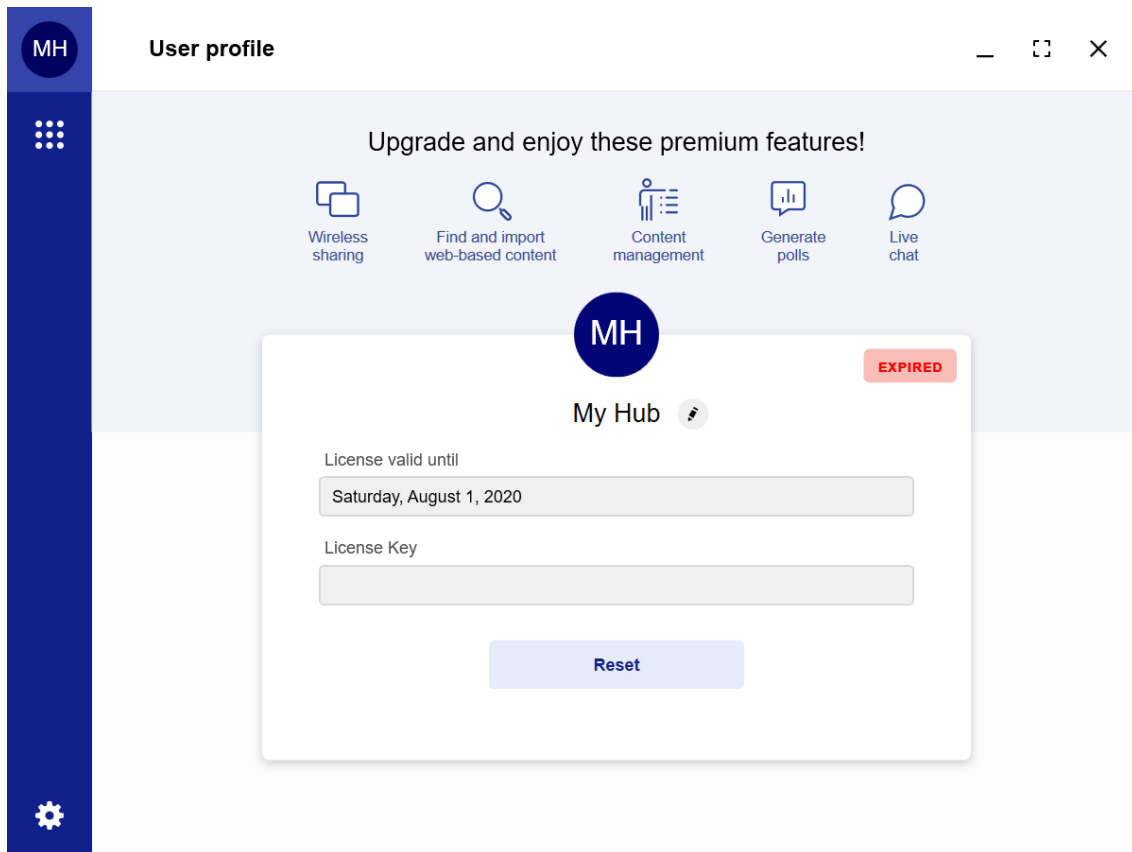 MH
User profile
Upgrade and enjoy these premium features!
Wireless
sharing
Find and import
web-based content
Content
management
Generate
polls
Live
chat
MH
EXPIRED
My Hub
License valid until
Saturday, August 1, 2020
License Key
Reset